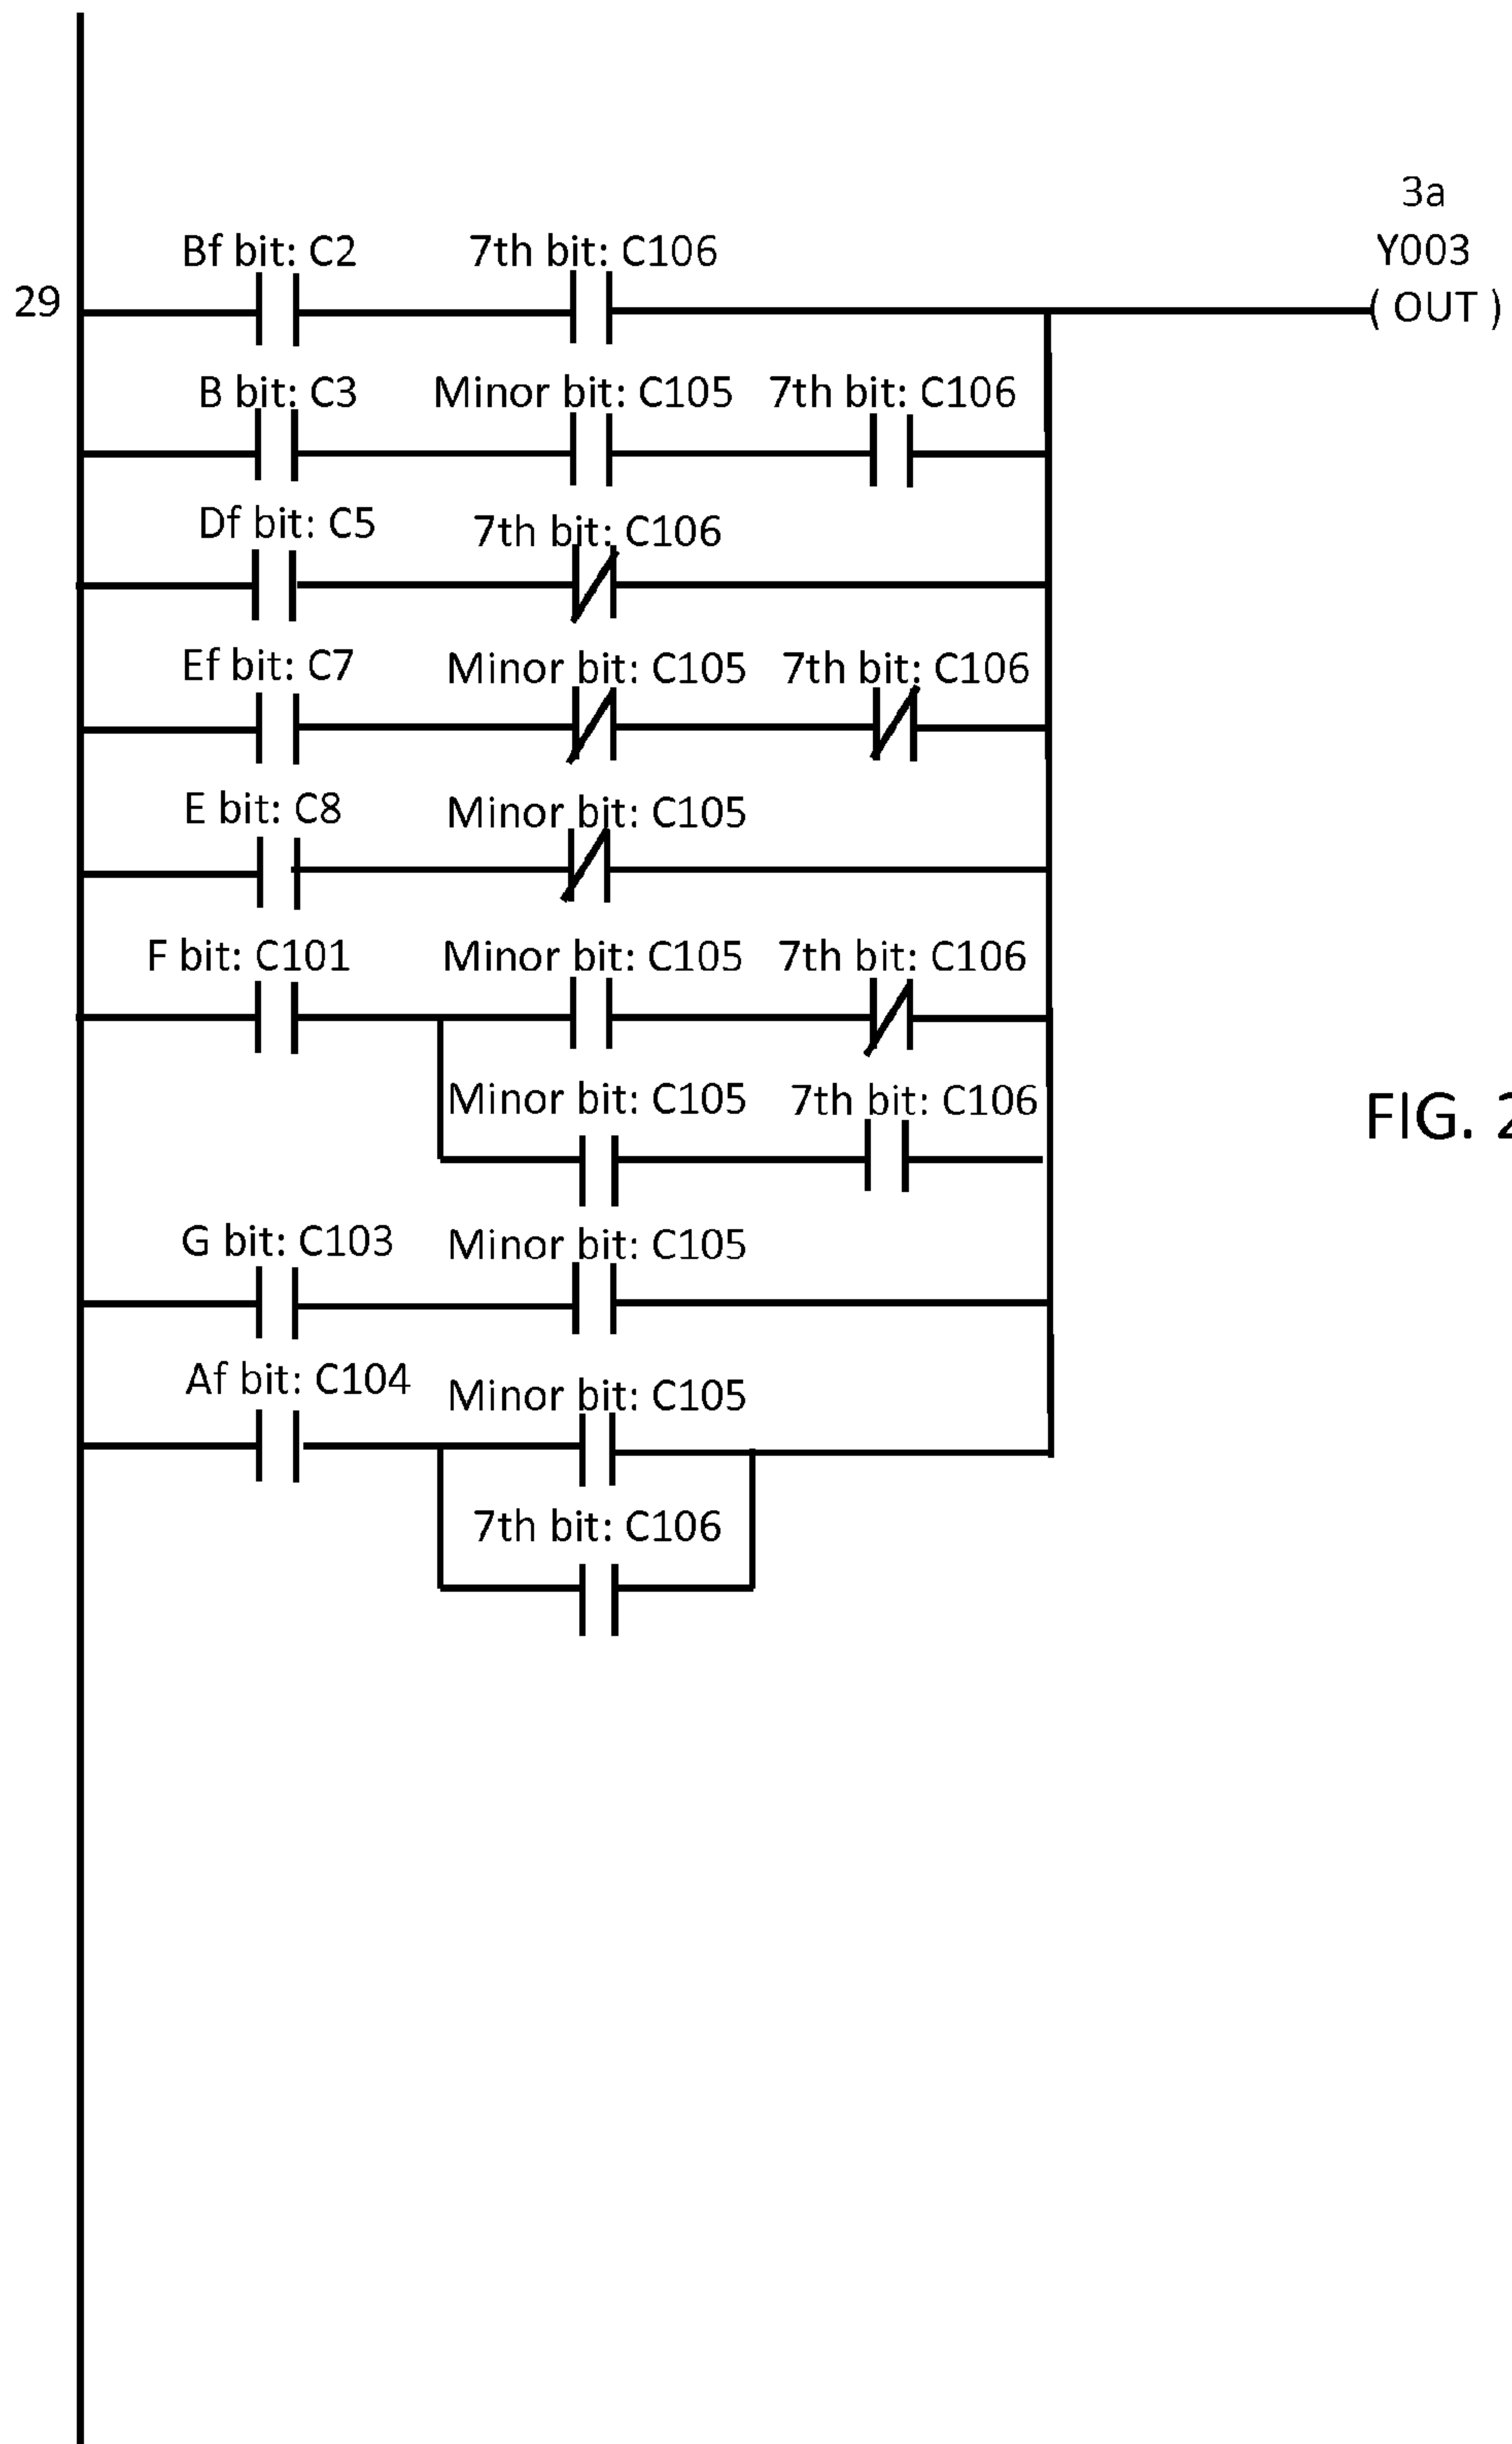 3a
Bf bit: C2 7th bit: C106 Y003
29 ( OUT )
B bit: C3 Minor bit: C105 7th bit: C106
Df bit: C5 7th bit: C106
Ef bit: C7 Minor bit: C105 7th bit: C106
E bit: C8 Minor bit: C105
F bit: C101 Minor bit: C105 7th bit: C106
Minor bit: C105 7th bit: C106
FIG. 2
G bit: C103 Minor bit: C105
Af bit: C104 Minor bit: C105
7th bit: C106